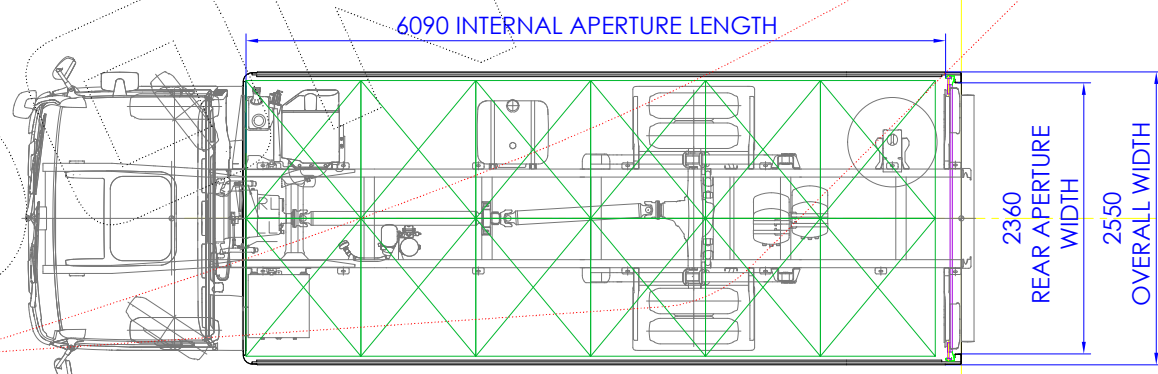 6090 INTERNAL APERTURE LENGTH
2360
REAR APERTURE
WIDTH
2550
OVERALL WIDTH